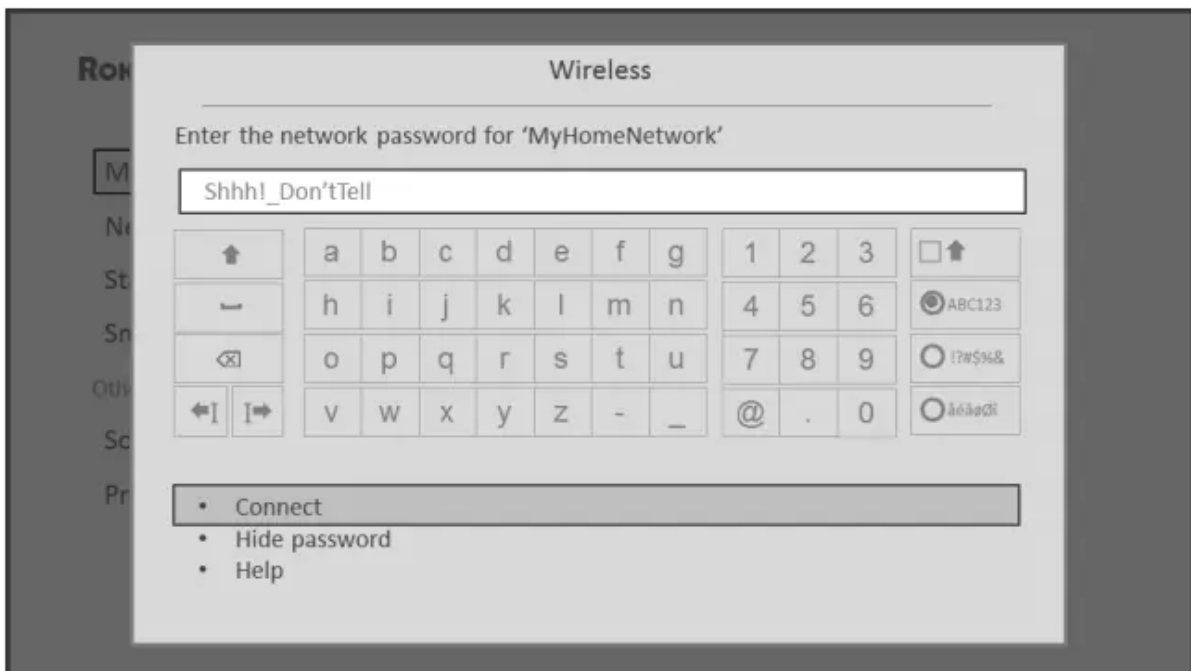 Wireless
Enter the network password for ‘MyHomeNetwork’
Shhh!_Don’tTell
a b c d e f g 1 2 3
h i j k l m n 4 5 6 ABC123
o p q r s t u 7 8 9 !?#$%&
v w x y z - _ @ . 0
• Connect
• Hide password
• Help